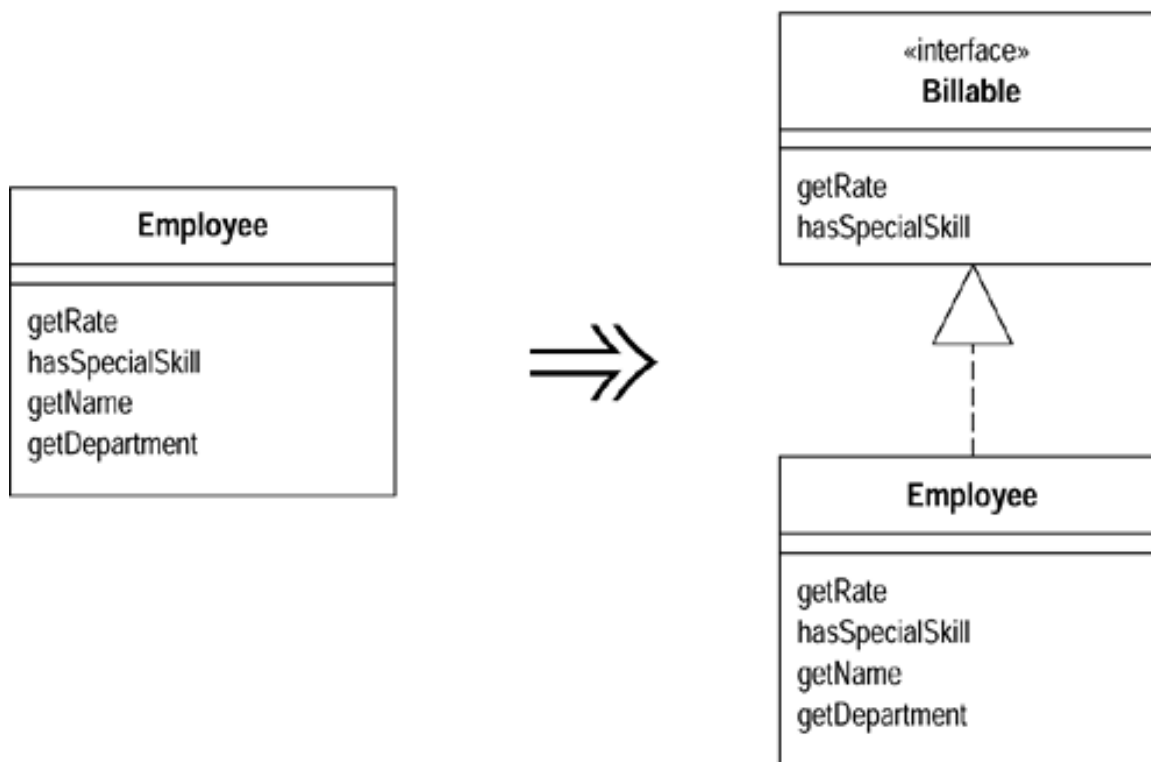 Employee
getRate
hasSpecialSkill
getName
getDepartment
«interface»
Billable
getRate
hasSpecialSkill
Employee
getRate
hasSpecialSkill
getName
getDepartment